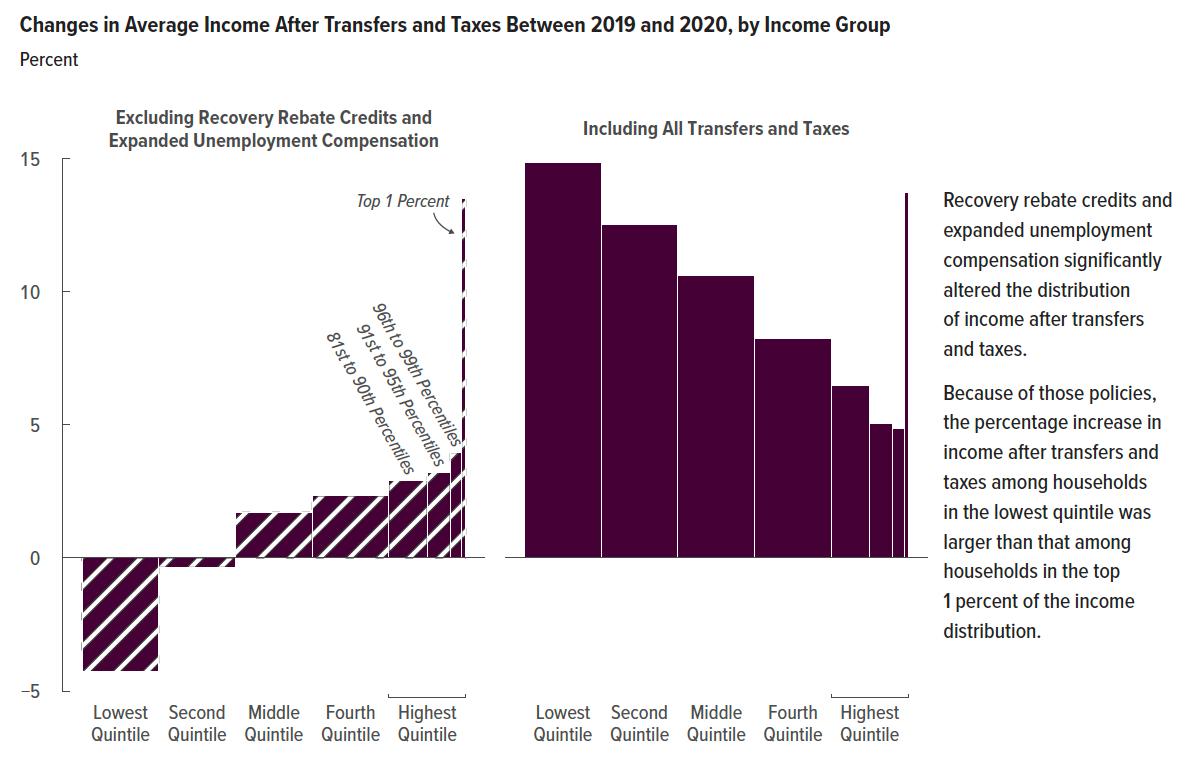 Changes in Average Income After Transfers and Taxes Between 2019 and 2020, by Income Group
Percent
Excluding Recovery Rebate Credits and
Expanded Unemployment Compensation
Including All Transfers and Taxes
15
10
5
0
−5
Top 1 Percent
96th to 99th Percentiles
91st to 95th Percentiles
81st to 90th Percentiles
Lowest Second Middle Fourth Highest
Quintile Quintile Quintile Quintile Quintile
Lowest Second Middle Fourth Highest
Quintile Quintile Quintile Quintile Quintile
Recovery rebate credits and
expanded unemployment
compensation significantly
altered the distribution
of income after transfers
and taxes.
Because of those policies,
the percentage increase in
income after transfers and
taxes among households
in the lowest quintile was
larger than that among
households in the top
1 percent of the income
distribution.